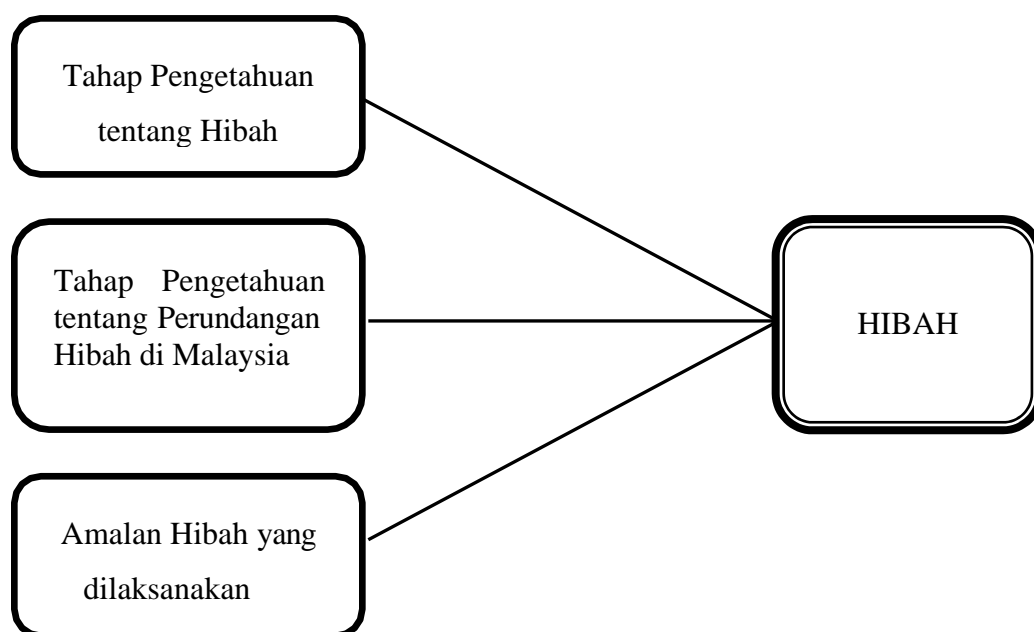 Tahap Pengetahuan
tentang Hibah
Tahap Pengetahuan
tentang Perundangan
Hibah di Malaysia
HIBAH
Amalan Hibah yang
dilaksanakan